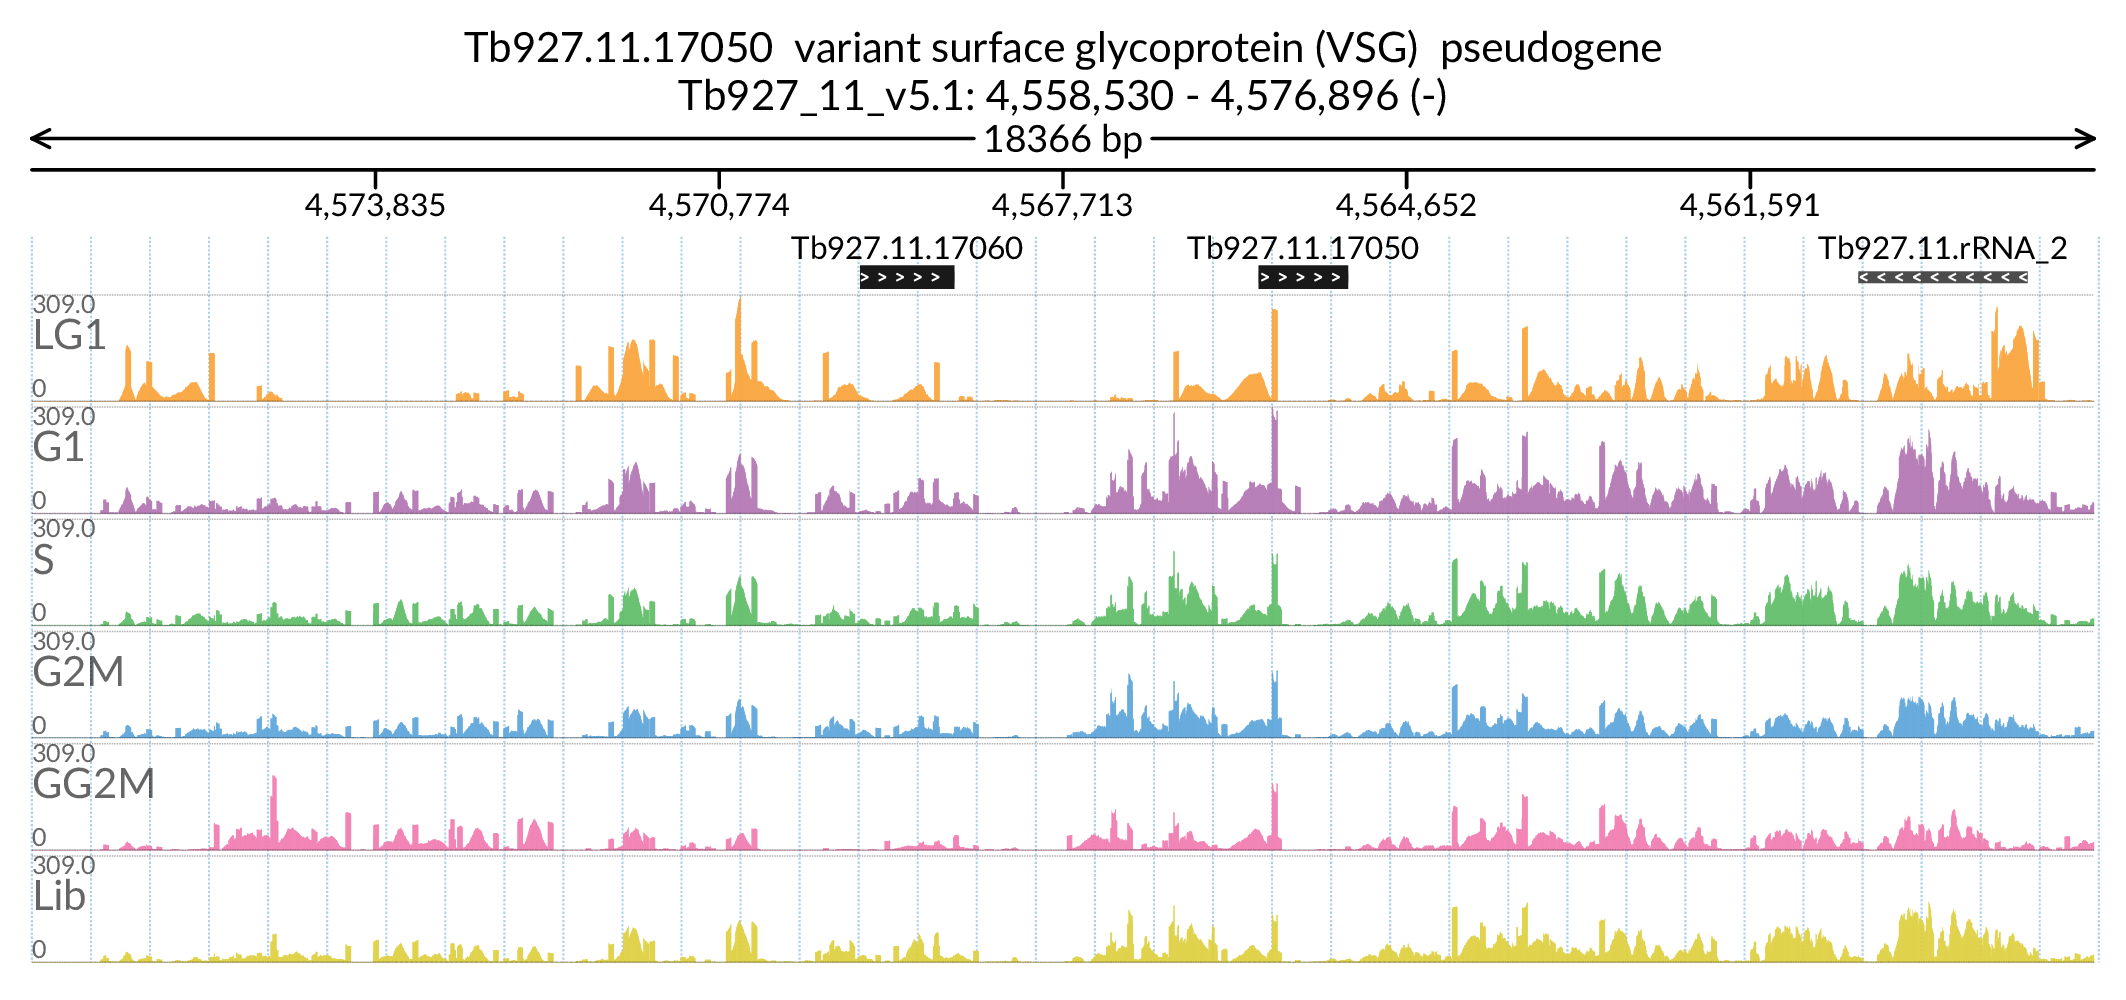 Tb927.11.17050 variant surface glycoprotein (VSG) pseudogene
Tb927_11_v5.1: 4,558,530 - 4,576,896 (-)
18366 bp
4,573,835 4,570,774 4,567,713 4,564,652 4,561,591
Tb927.11.17060 Tb927.11.17050 Tb927.11.rRNA_2
309.0
LG1
0
309.0
G1
0
309.0
S
0
309.0
G2M
0
309.0
GG2M
0
309.0
Lib
0